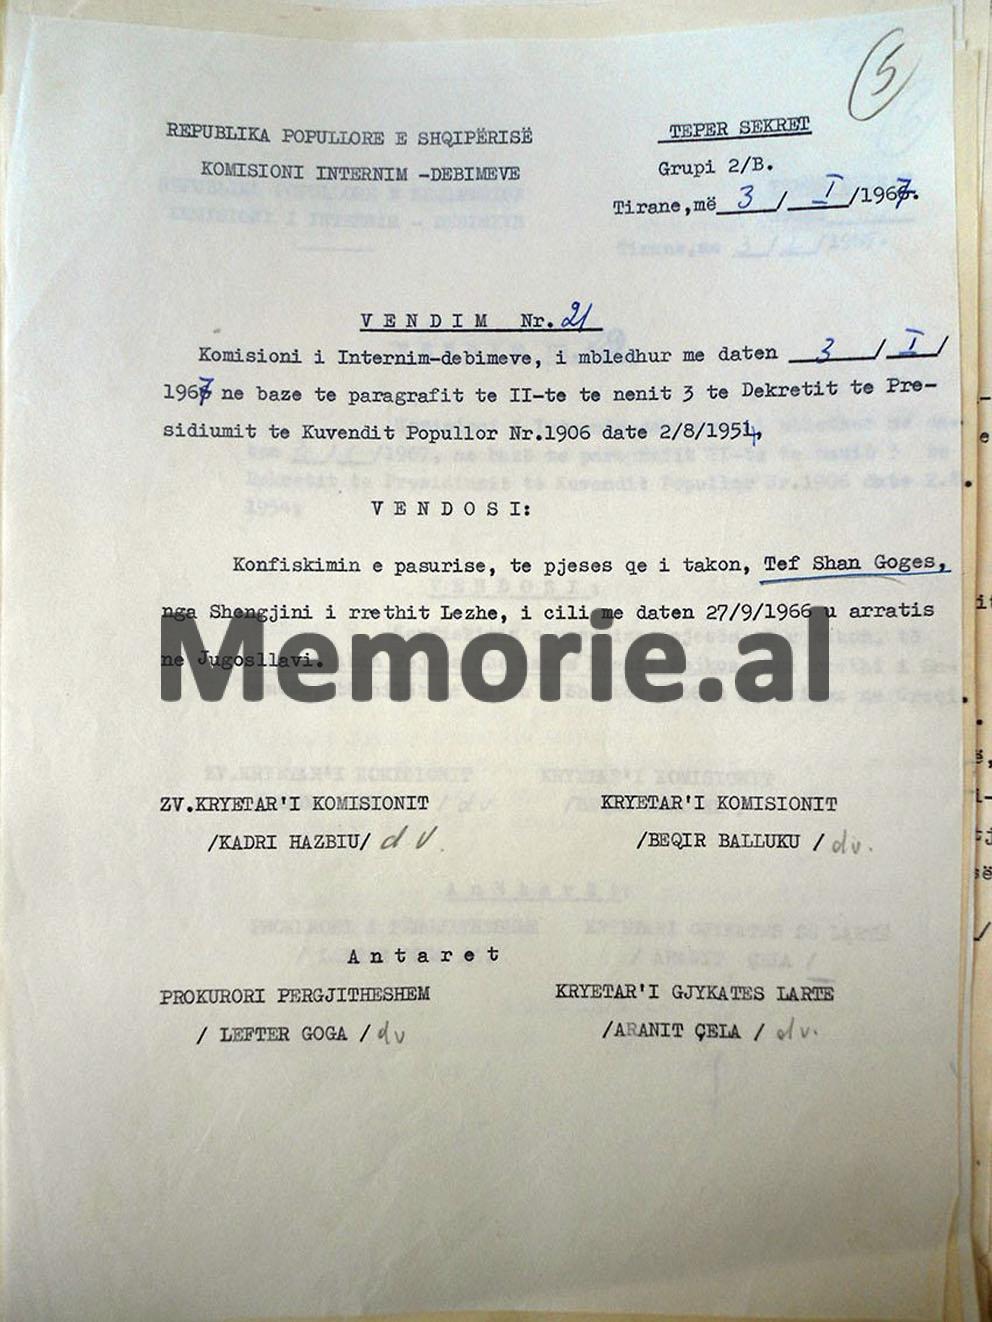 5
REPUBLIKA POPULLORE E SHQIPËRISË
KOMISIONI INTERNIM -DEBIMEVE
TEPER SEKRET
Grupi 2/B.
Tirane,më 3 / I /1967.
VENDIM Nr. 21
Komisioni i Internim-debimeve, i mbledhur me daten 3 / I /
1967 ne baze te paragrafit te II-te te nenit 3 te Dekretit te Pre-
sidiumit te Kuvendit Popullor Nr.1906 date 2/8/1954,
VENDOSI:
Konfiskimin e pasurise, te pjeses qe i takon, Tef Shan Goges,
nga Shengjini i rrethit Lezhe, i cili me daten 27/9/1966 u arratis
ne Jugosllavi.
Memorie.al
ZV.KRYETAR'I KOMISIONIT
/KADRI HAZBIU/ d v.
KRYETAR'I KOMISIONIT
/BEQIR BALLUKU / dv.
Antaret
PROKURORI PERGJITHESHEM
/ LEFTER GOGA / dv
KRYETAR'I GJYKATES LARTE
/ARANIT ÇELA / dv.